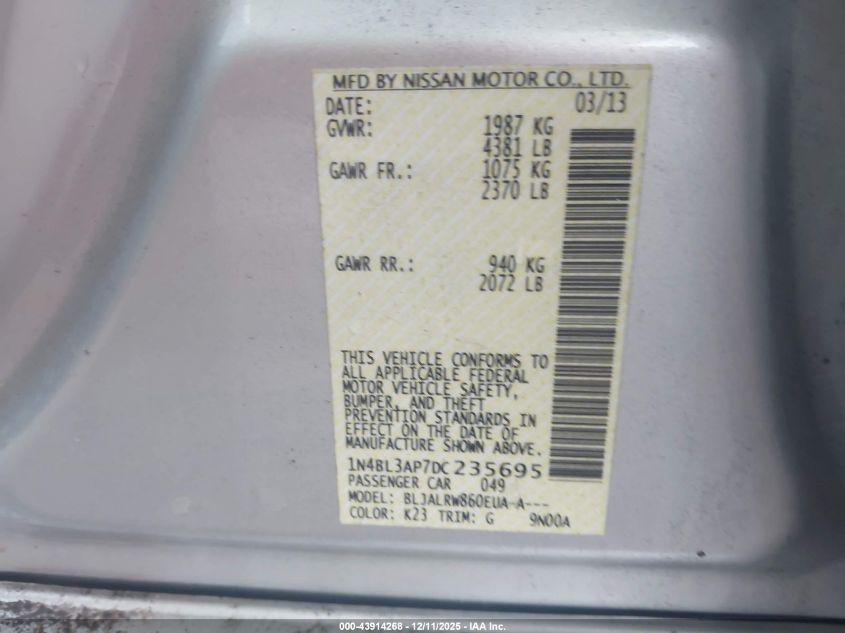 MFD BY NISSAN MOTOR CO., LTD.
DATE: 03/13
GVWR: 1987 KG
4381 LB
GAWR FR.: 1075 KG
2370 LB
GAWR RR.: 940 KG
2072 LB
THIS VEHICLE CONFORMS TO
ALL APPLICABLE FEDERAL
MOTOR VEHICLE SAFETY,
BUMPER, AND THEFT
PREVENTION STANDARDS IN
EFFECT ON THE DATE OF
MANUFACTURE SHOWN ABOVE.
1N4BL3AP7DC235695
PASSENGER CAR 049
MODEL: BLJALRW860EUA-A---
COLOR: K23 TRIM: G 9N00A
000-43914268 - 12/11/2025 - IAA Inc.